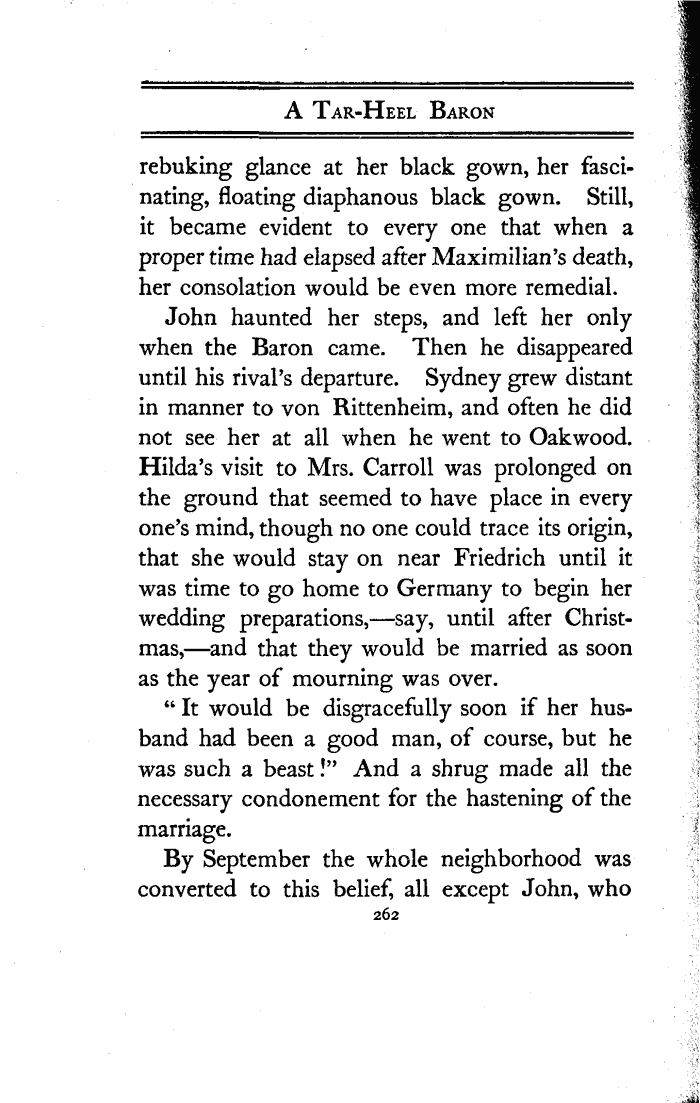 A Tar-Heel Baron
rebuking glance at her black gown, her fasci-
nating, floating diaphanous black gown. Still,
it became evident to every one that when a
proper time had elapsed after Maximilian's death,
her consolation would be even more remedial.
John haunted her steps, and left her only
when the Baron came. Then he disappeared
until his rival's departure. Sydney grew distant
in manner to von Rittenheim, and often he did
not see her at all when he went to Oakwood.
Hilda's visit to Mrs. Carroll was prolonged on
the ground that seemed to have place in every
one's mind, though no one could trace its origin,
that she would stay on near Friedrich until it
was time to go home to Germany to begin her
wedding preparations,—say, until after Christ-
mas,—and that they would be married as soon
as the year of mourning was over.
“ It would be disgracefully soon if her hus-
band had been a good man, of course, but he
was such a beast !” And a shrug made all the
necessary condonement for the hastening of the
marriage.
By September the whole neighborhood was
converted to this belief, all except John, who
262